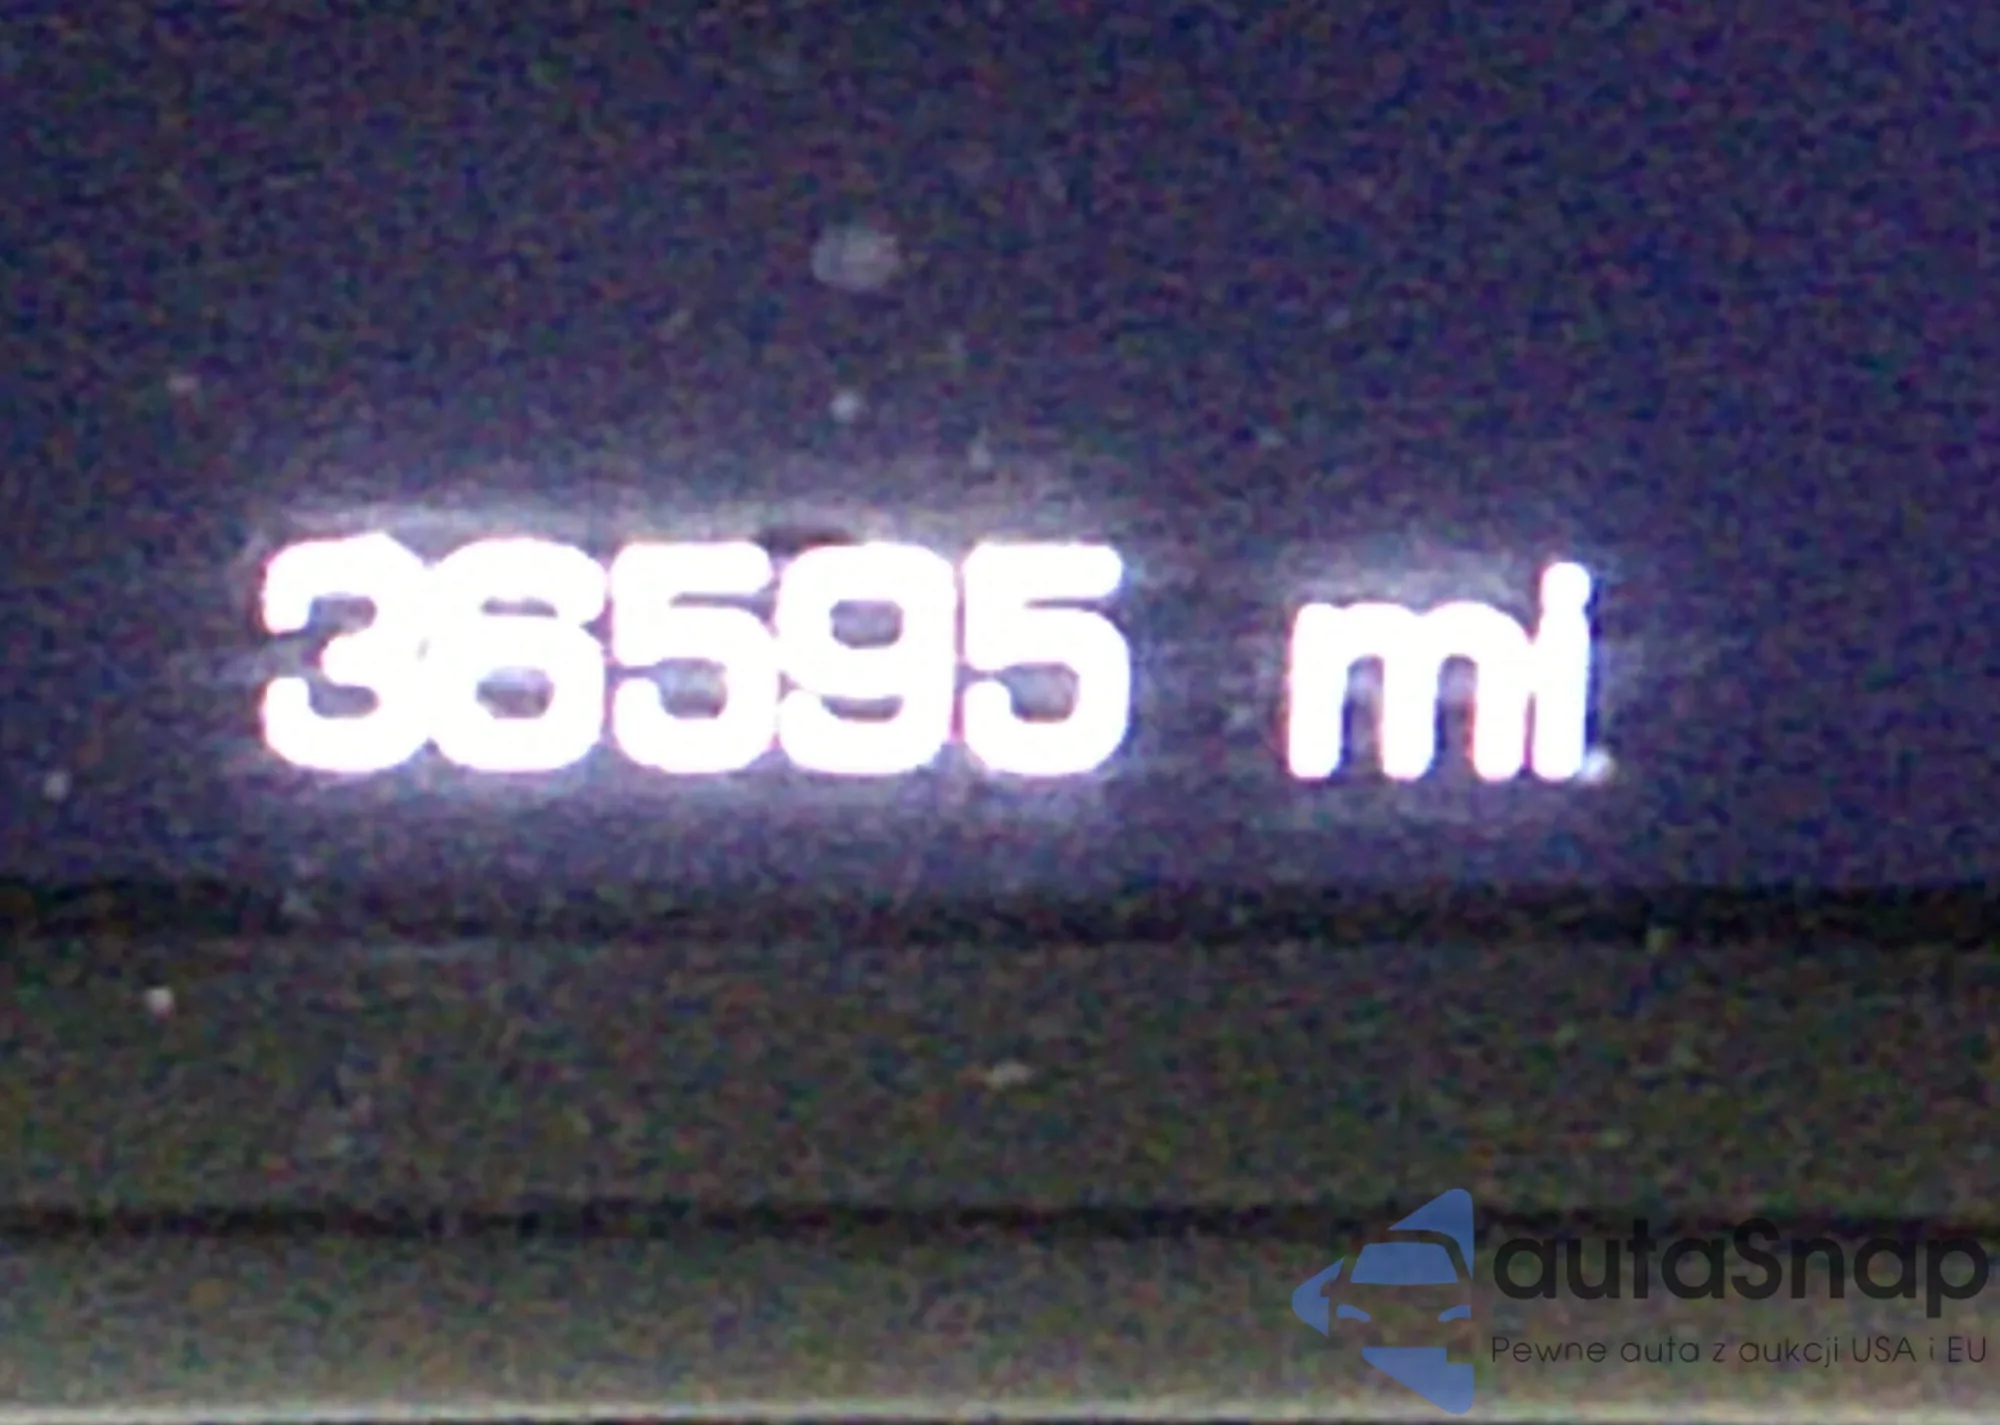 36595 mi
autaSnap
Pewne auta z aukcji USA i EU